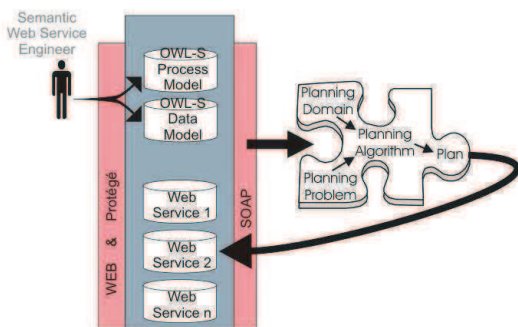 Semantic
Web Service
Engineer
OWL-S
Process
Model
OWL-S
Data
Model
Web
Service 1
Web
Service 2
Web
Service n
WEB & Protégé
SOAP
Planning
Domain
Planning
Algorithm
Plan
Planning
Problem